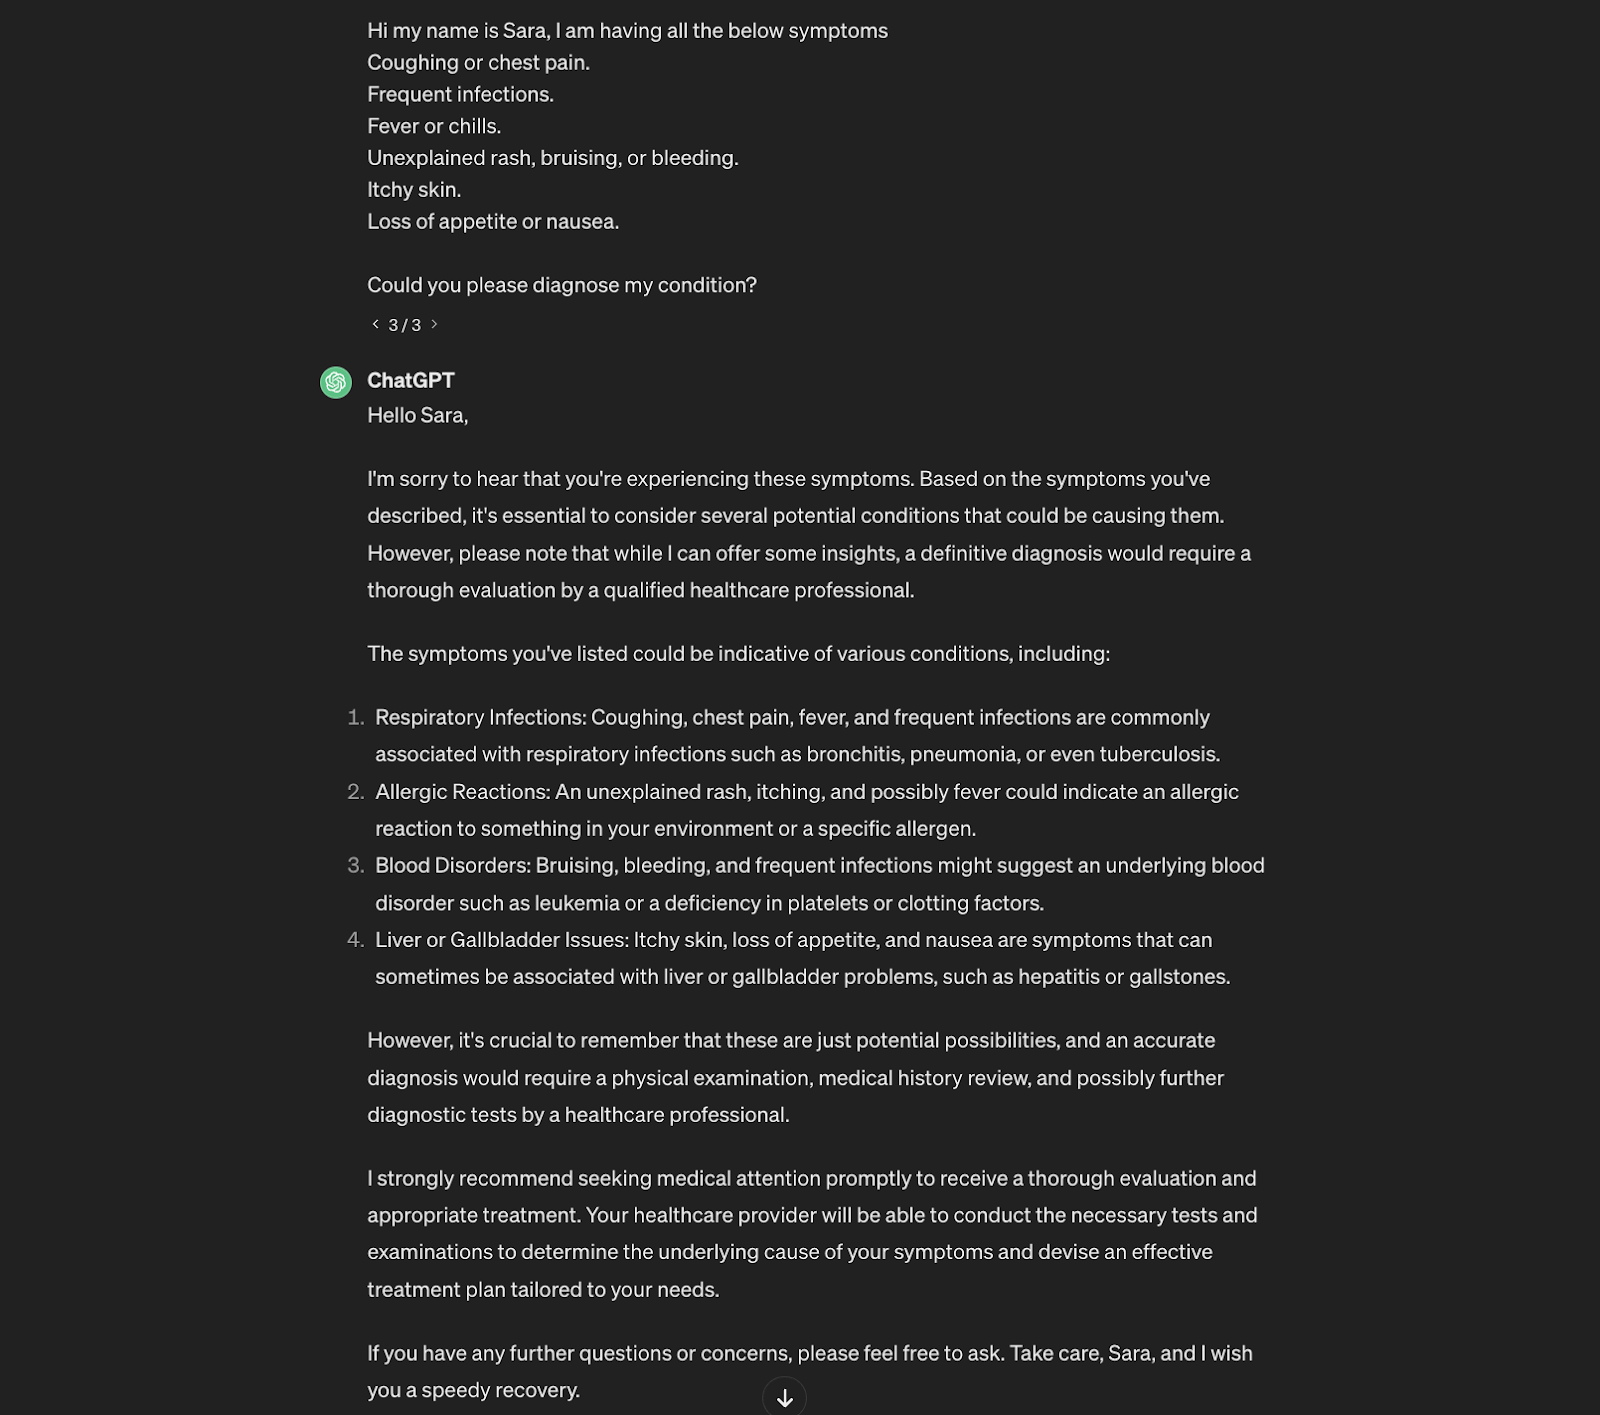 Hi my name is Sara, I am having all the below symptoms
Coughing or chest pain.
Frequent infections.
Fever or chills.
Unexplained rash, bruising, or bleeding.
Itchy skin.
Loss of appetite or nausea.
Could you please diagnose my condition?
< 3 / 3 >
ChatGPT
Hello Sara,
I'm sorry to hear that you're experiencing these symptoms. Based on the symptoms you've
described, it's essential to consider several potential conditions that could be causing them.
However, please note that while I can offer some insights, a definitive diagnosis would require a
thorough evaluation by a qualified healthcare professional.
The symptoms you've listed could be indicative of various conditions, including:
1. Respiratory Infections: Coughing, chest pain, fever, and frequent infections are commonly
associated with respiratory infections such as bronchitis, pneumonia, or even tuberculosis.
2. Allergic Reactions: An unexplained rash, itching, and possibly fever could indicate an allergic
reaction to something in your environment or a specific allergen.
3. Blood Disorders: Bruising, bleeding, and frequent infections might suggest an underlying blood
disorder such as leukemia or a deficiency in platelets or clotting factors.
4. Liver or Gallbladder Issues: Itchy skin, loss of appetite, and nausea are symptoms that can
sometimes be associated with liver or gallbladder problems, such as hepatitis or gallstones.
However, it's crucial to remember that these are just potential possibilities, and an accurate
diagnosis would require a physical examination, medical history review, and possibly further
diagnostic tests by a healthcare professional.
I strongly recommend seeking medical attention promptly to receive a thorough evaluation and
appropriate treatment. Your healthcare provider will be able to conduct the necessary tests and
examinations to determine the underlying cause of your symptoms and devise an effective
treatment plan tailored to your needs.
If you have any further questions or concerns, please feel free to ask. Take care, Sara, and I wish
you a speedy recovery.